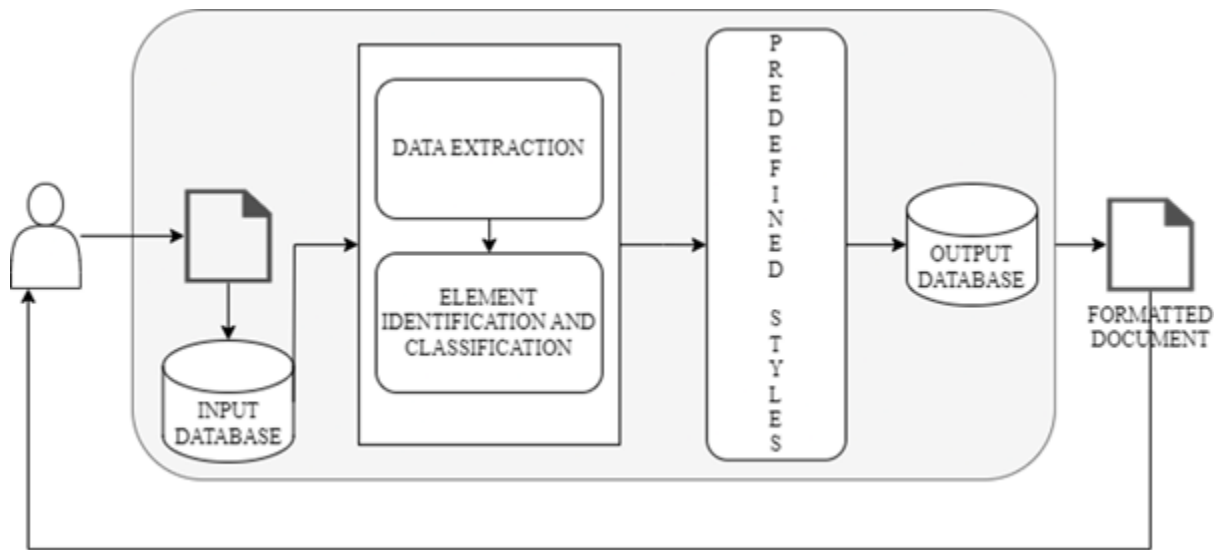 DATA EXTRACTION
ELEMENT
IDENTIFICATION AND
CLASSIFICATION
INPUT
DATABASE
P
R
E
D
E
F
I
N
E
D
S
T
Y
L
E
S
OUTPUT
DATABASE
FORMATTED
DOCUMENT